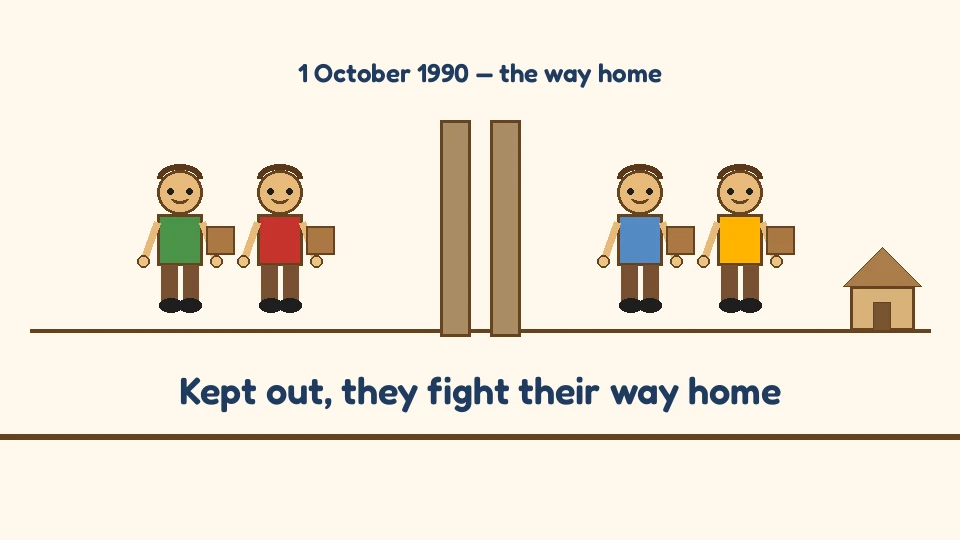 1 October 1990 — the way home
Kept out, they fight their way home